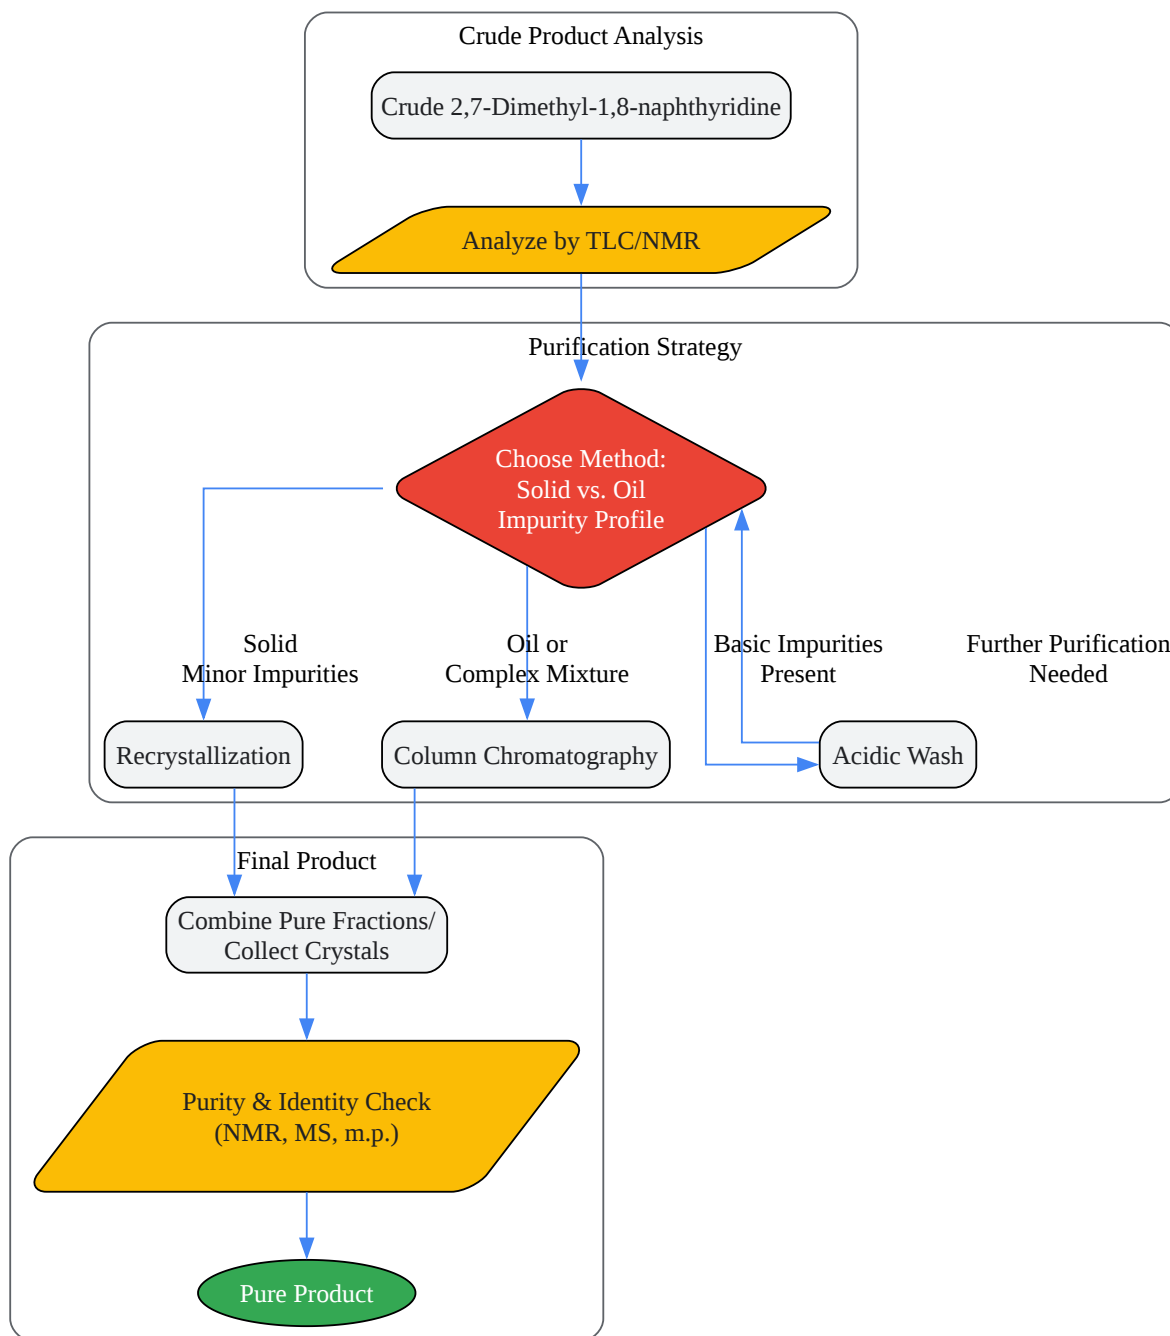 Crude Product Analysis
Crude 2,7-Dimethyl-1,8-naphthyridine
Analyze by TLC/NMR
Purification Strategy
Choose Method:
Solid vs. Oil
Impurity Profile
Solid
Minor Impurities
Oil or
Complex Mixture
Basic Impurities
Present
Further Purification
Needed
Recrystallization
Column Chromatography
Acidic Wash
Final Product
Combine Pure Fractions/
Collect Crystals
Purity & Identity Check
(NMR, MS, m.p.)
Pure Product